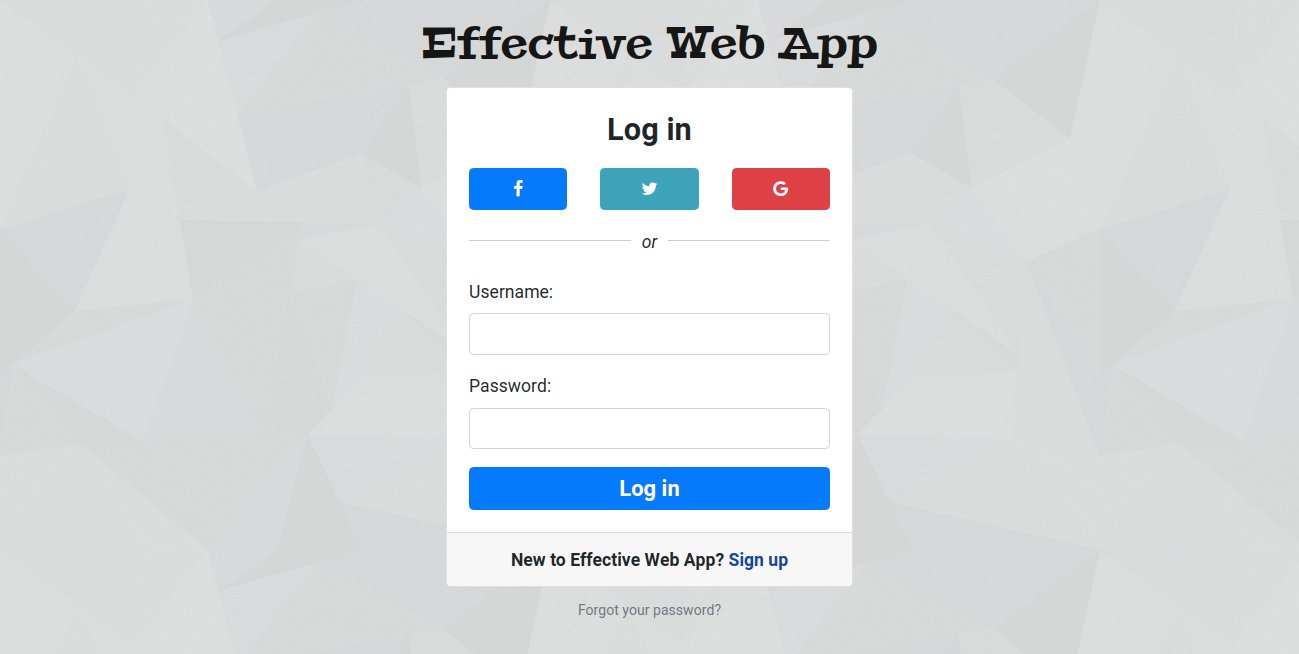 Effective Web App
Log in
or
Username:
Password:
Log in
New to Effective Web App? Sign up
Forgot your password?